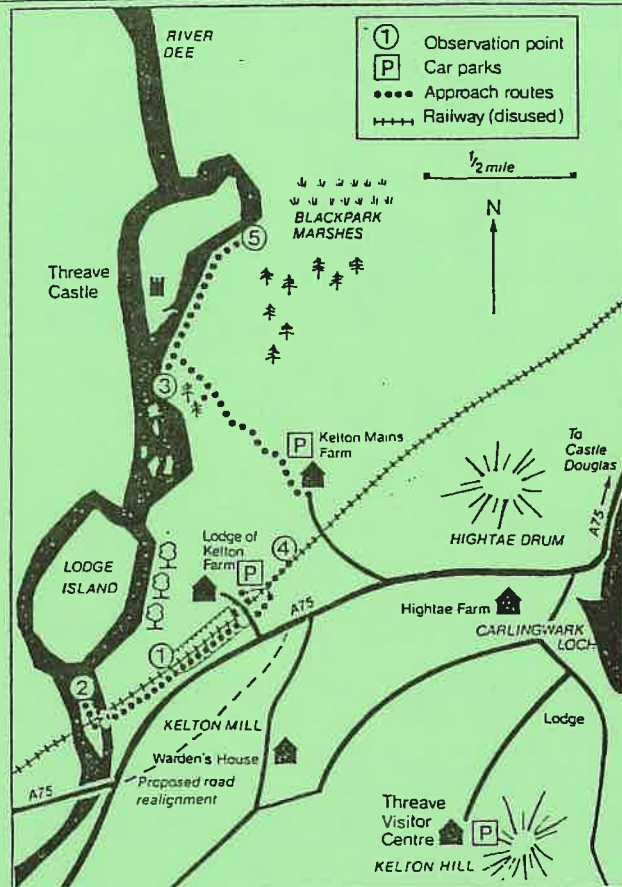 RIVER
DEE
① Observation point
P Car parks
Approach routes
Railway (disused)
1/2 mile
N
BLACKPARK
MARSHES
⑤
Threave
Castle
③
P Kelton Mains
Farm
To
Castle
Douglas
A75
HIGHTAE DRUM
Lodge of
Kelton
Farm
④
P
LODGE
ISLAND
A75
Hightae Farm
CARLINGWARK
LOCH
①
②
KELTON MILL
Lodge
Warden's House
A75
Proposed road
realignment
Threave
Visitor
Centre
P
KELTON HILL